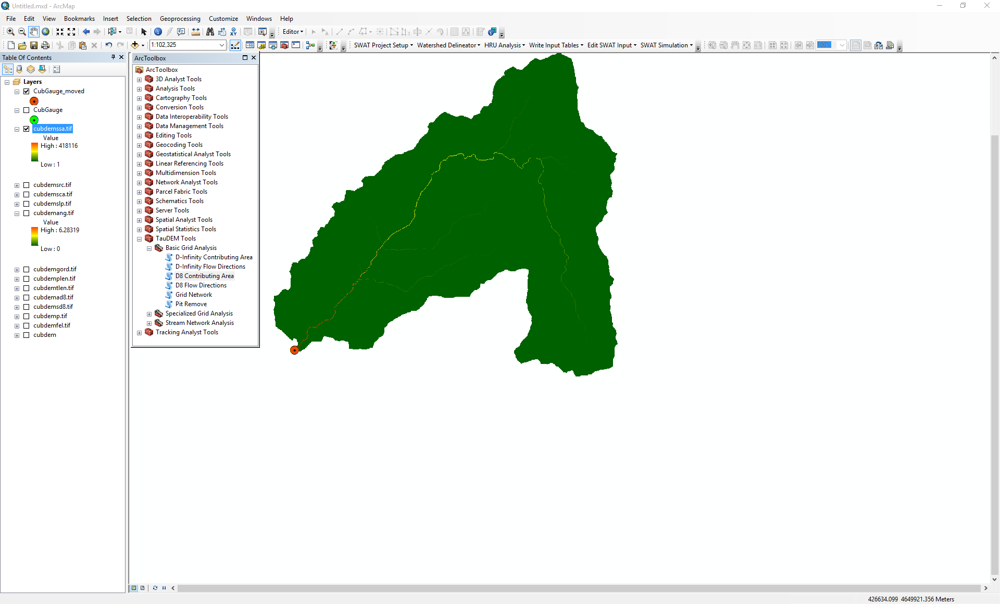 Untitled.mxd - ArcMap
File Edit View Bookmarks Insert Selection Geoprocessing Customize Windows Help
Editor
1:102,325 SWAT Project Setup Watershed Delineator HRU Analysis Write Input Tables Edit SWAT Input SWAT Simulation 100%
Table Of Contents
Layers
CubGauge_moved
CubGauge
cubdemssa.tif
Value
High : 418116
Low : 1
cubdemsrc.tif
cubdemsca.tif
cubdemslp.tif
cubdemang.tif
Value
High : 6.28319
Low : 0
cubdemgord.tif
cubdemplen.tif
cubdemtlen.tif
cubdemad8.tif
cubdemsd8.tif
cubdemp.tif
cubdemfel.tif
cubdem
ArcToolbox
ArcToolbox
3D Analyst Tools
Analysis Tools
Cartography Tools
Conversion Tools
Data Interoperability Tools
Data Management Tools
Editing Tools
Geocoding Tools
Geostatistical Analyst Tools
Linear Referencing Tools
Multidimension Tools
Network Analyst Tools
Parcel Fabric Tools
Schematics Tools
Server Tools
Spatial Analyst Tools
Spatial Statistics Tools
TauDEM Tools
Basic Grid Analysis
D-Infinity Contributing Area
D-Infinity Flow Directions
D8 Contributing Area
D8 Flow Directions
Grid Network
Pit Remove
Specialized Grid Analysis
Stream Network Analysis
Tracking Analyst Tools
426634.099 4649921.356 Meters